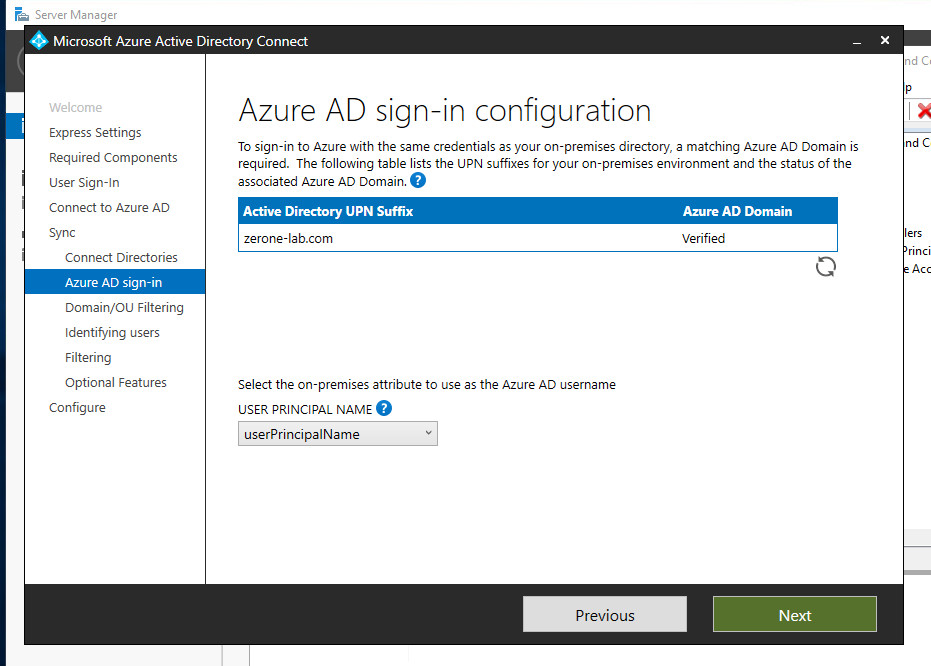 Server Manager
Microsoft Azure Active Directory Connect
Welcome
Express Settings
Required Components
User Sign-In
Connect to Azure AD
Sync
Connect Directories
Azure AD sign-in
Domain/OU Filtering
Identifying users
Filtering
Optional Features
Configure
Azure AD sign-in configuration
To sign-in to Azure with the same credentials as your on-premises directory, a matching Azure AD Domain is
required. The following table lists the UPN suffixes for your on-premises environment and the status of the
associated Azure AD Domain. ?
Active Directory UPN Suffix Azure AD Domain
zerone-lab.com Verified
Select the on-premises attribute to use as the Azure AD username
USER PRINCIPAL NAME ?
userPrincipalName
Previous Next